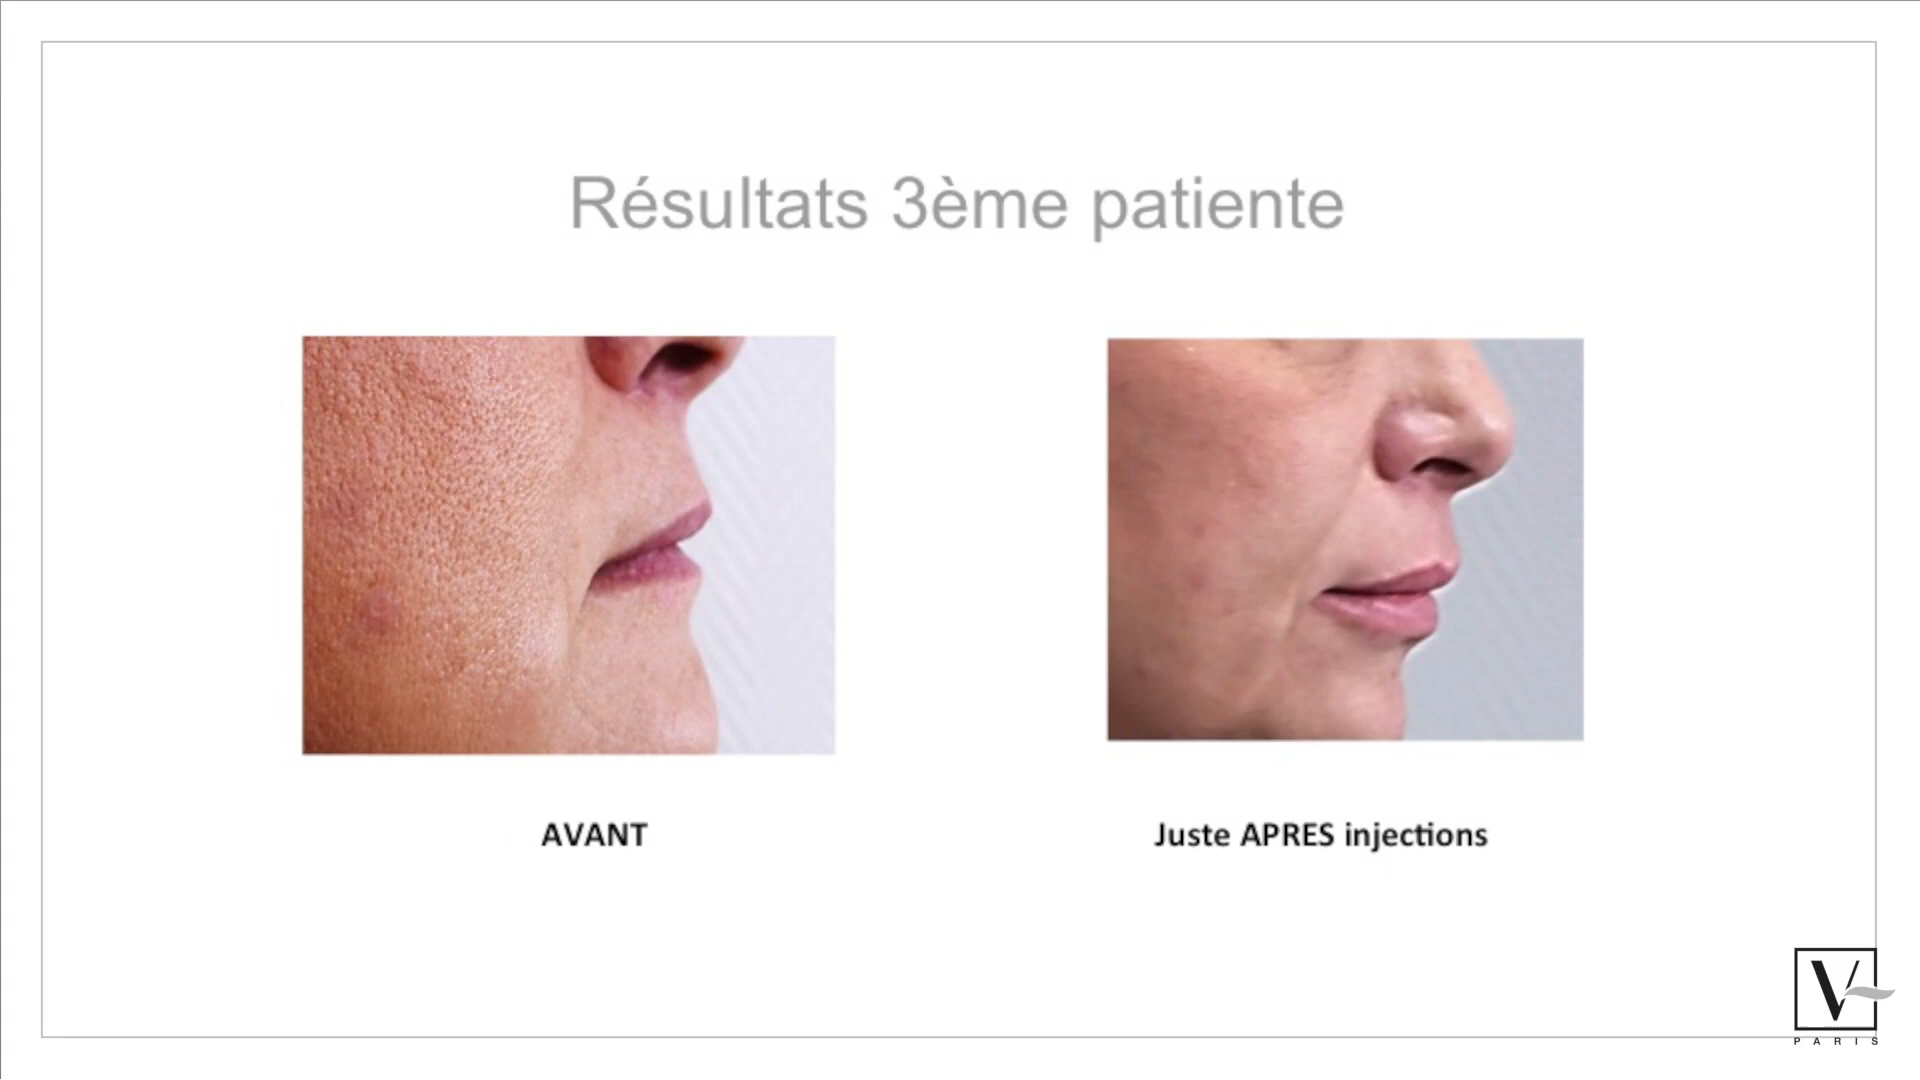 Résultats 3ème patiente
AVANT
Juste APRES injections
V
PARIS